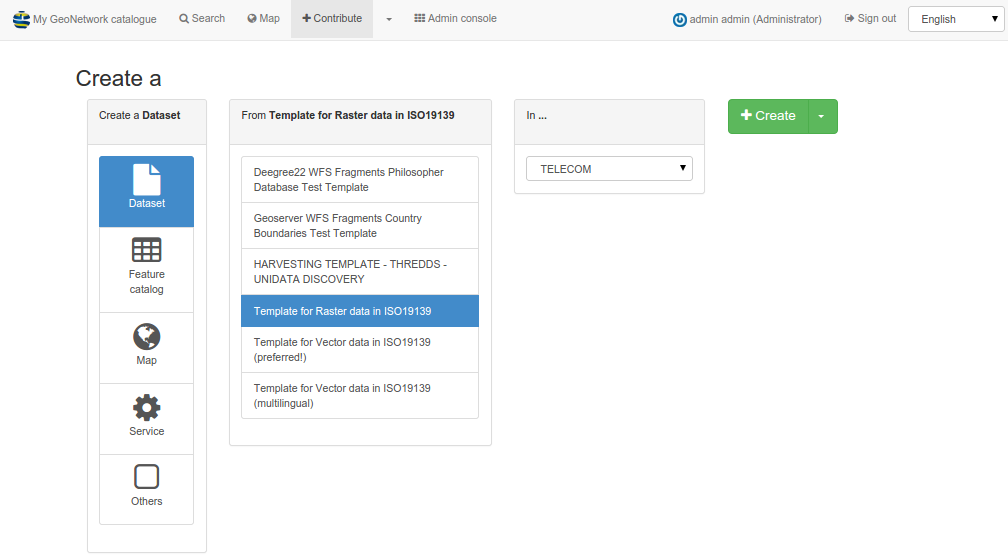 My GeoNetwork catalogue Search Map Contribute Admin console admin admin (Administrator) Sign out English
Create a
Create a Dataset
Dataset
Feature
catalog
Map
Service
Others
From Template for Raster data in ISO19139
Deegree22 WFS Fragments Philosopher
Database Test Template
Geoserver WFS Fragments Country
Boundaries Test Template
HARVESTING TEMPLATE - THREDDS -
UNIDATA DISCOVERY
Template for Raster data in ISO19139
Template for Vector data in ISO19139
(preferred!)
Template for Vector data in ISO19139
(multilingual)
In ...
TELECOM
Create